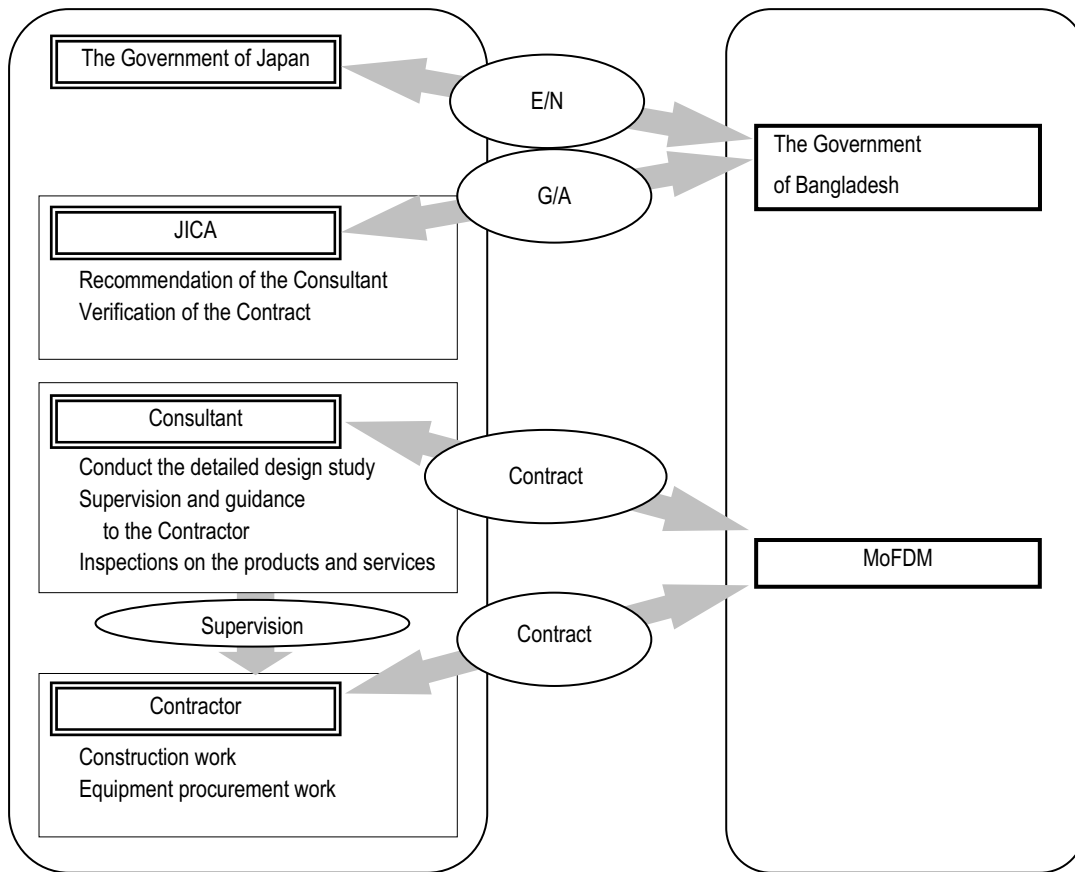 The Government of Japan
E/N
The Government
of Bangladesh
G/A
JICA
Recommendation of the Consultant
Verification of the Contract
Consultant
Conduct the detailed design study
Supervision and guidance
to the Contractor
Inspections on the products and services
Contract
MoFDM
Supervision
Contract
Contractor
Construction work
Equipment procurement work